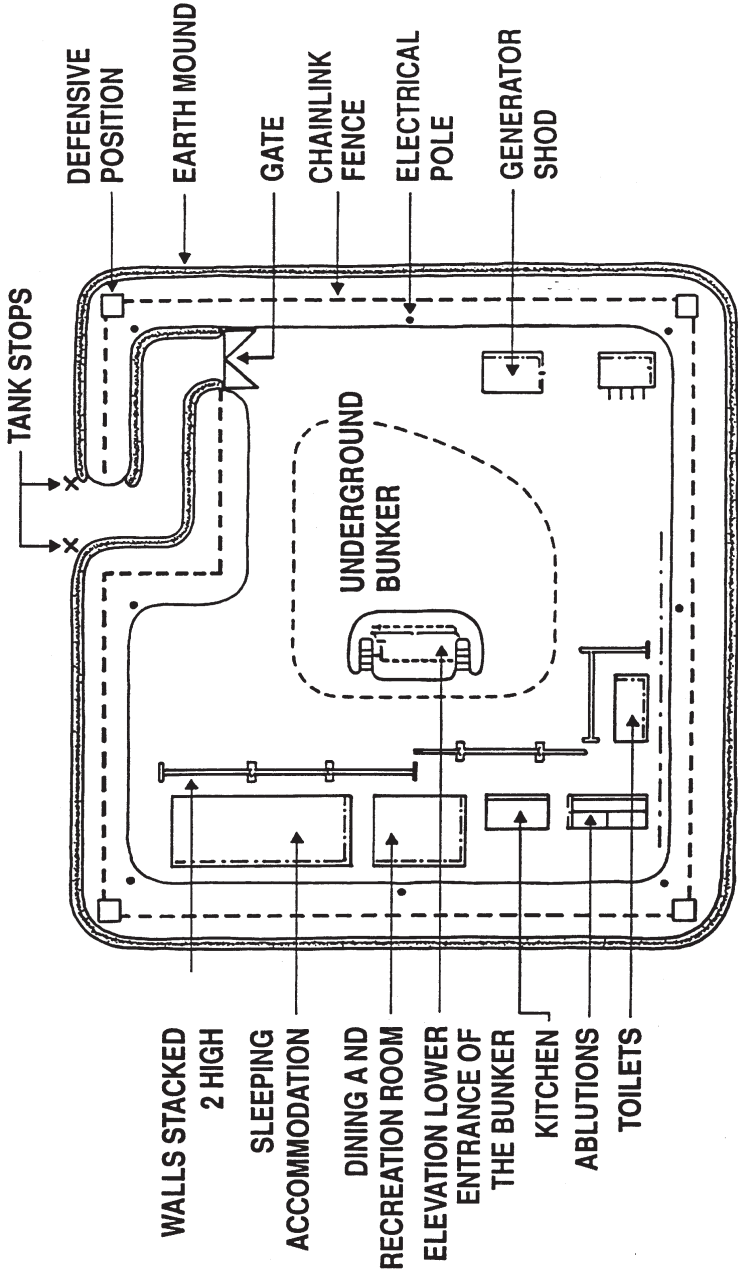 TANK STOPS
DEFENSIVE
POSITION
EARTH MOUND
GATE
CHAINLINK
FENCE
ELECTRICAL
POLE
GENERATOR
SHOD
UNDERGROUND
BUNKER
WALLS STACKED
2 HIGH
SLEEPING
ACCOMMODATION
DINING A ND
RECREATION ROOM
ELEVATION LOWER
ENTRANCE OF
THE BUNKER
KITCHEN
ABLUTIONS
TOILETS